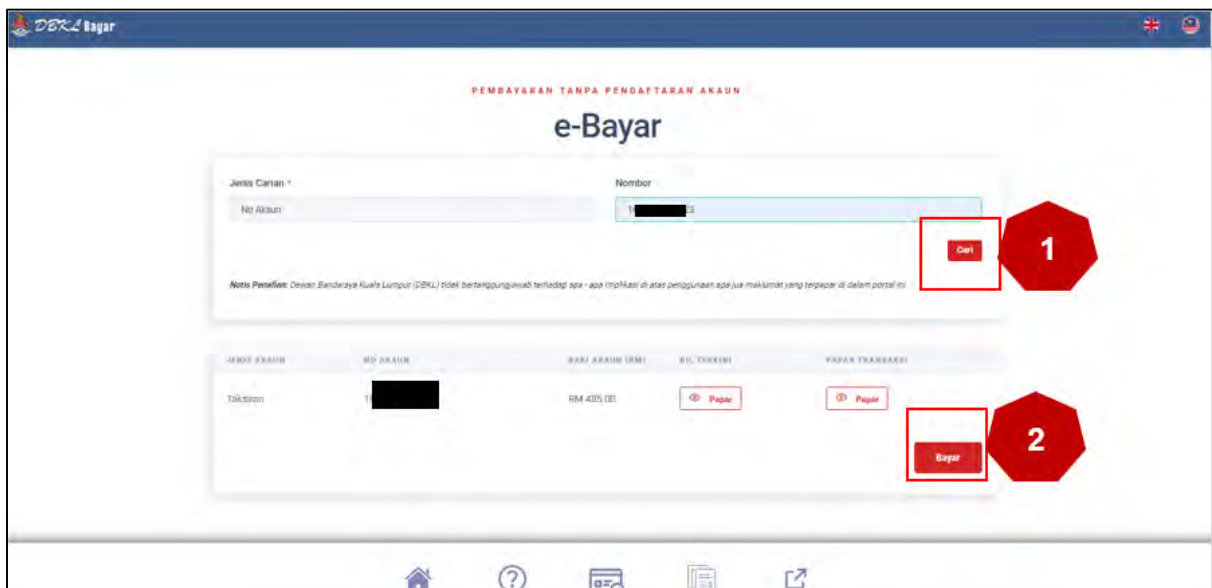 DBKL Bayar
PEMBAYARAN TANPA PENDAFTARAN AKAUN
e-Bayar
Jenis Carian * Nombor
No Akaun
Cari
1
Notis Penafian: Dewan Bandaraya Kuala Lumpur (DBKL) tidak bertanggungjawab terhadap apa - apa implikasi di atas penggunaan apa jua maklumat yang terpapar di dalam portal ini
JENIS AKAUN NO AKAUN BAKI AKAUN (RM) BIL TERKINI PAPAR TRANSAKSI
Taksiran RM 405.00 Papar Papar
Bayar
2